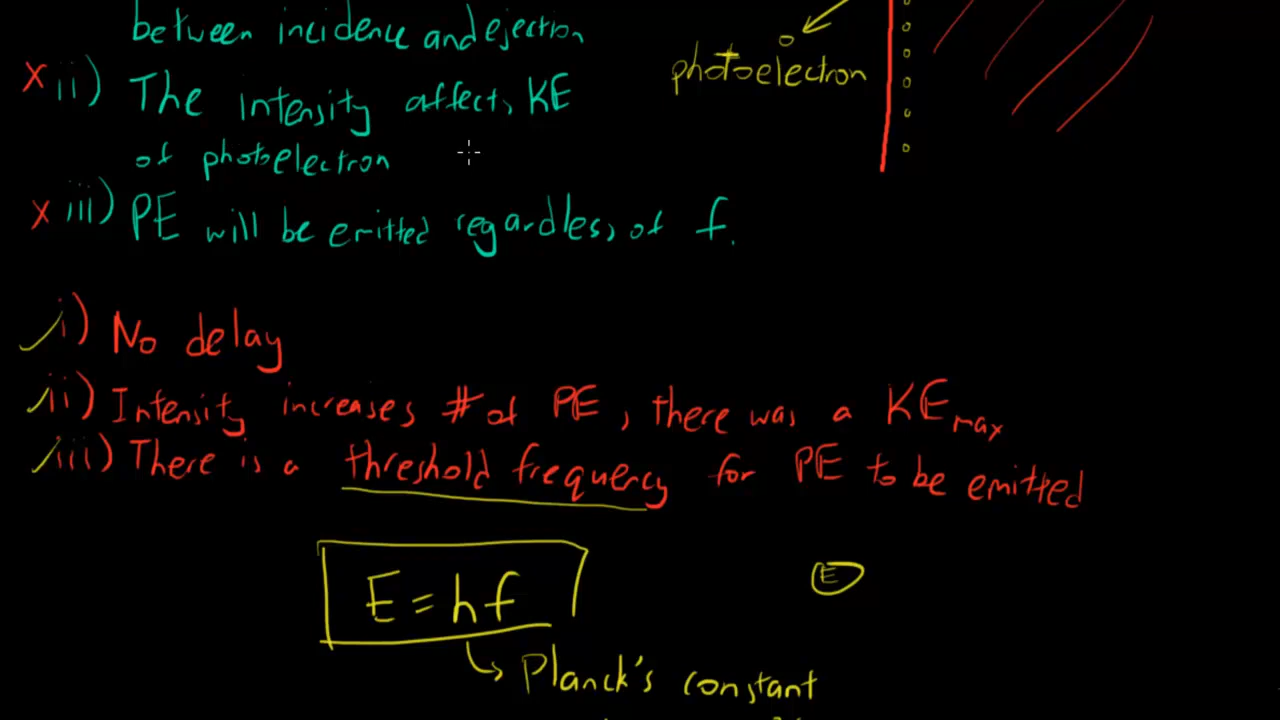 between incidence and ejection
photoelectron
x ii) The intensity affects KE
of photoelectron
x iii) PE will be emitted regardless of f.
i) No delay
ii) Intensity increases # of PE, there was a KEmax
iii) There is a threshold frequency for PE to be emitted
E = hf
E
Planck's constant